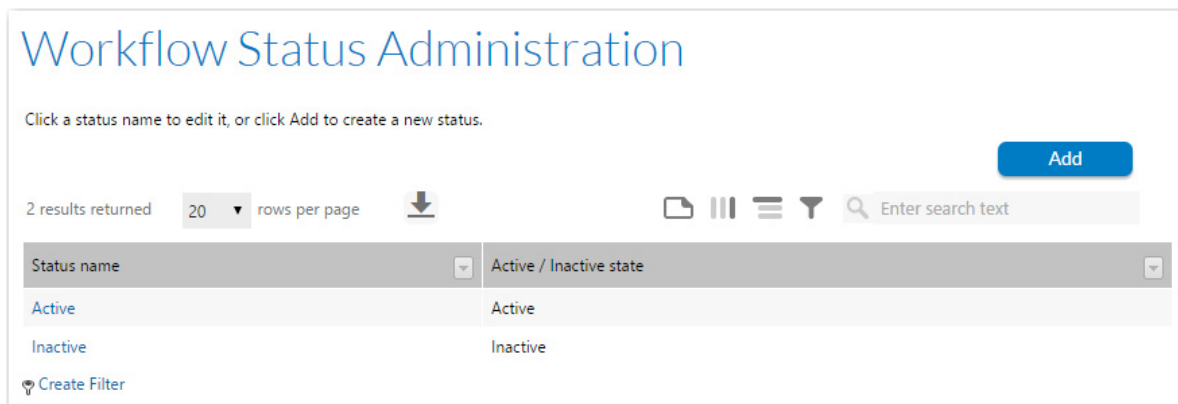 Workflow Status Administration
Click a status name to edit it, or click Add to create a new status.
Add
2 results returned 20 rows per page Enter search text
Status name Active / Inactive state
Active Active
Inactive Inactive
Create Filter